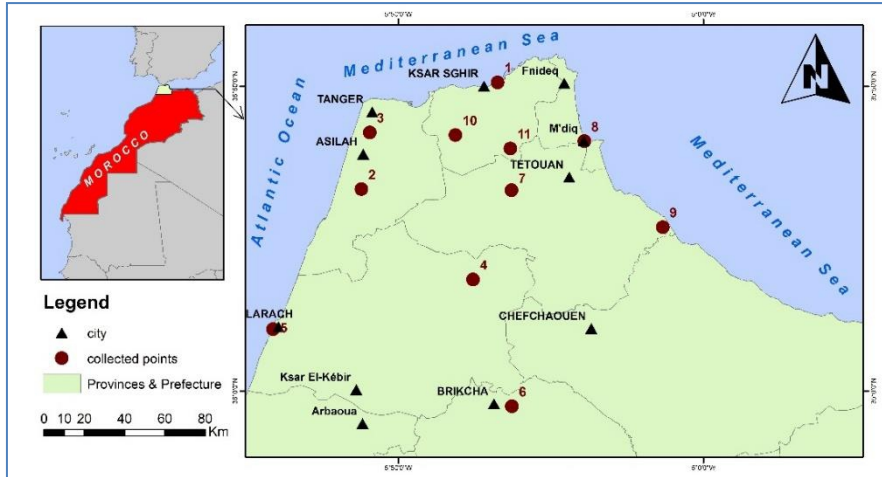 Mediterranean Sea
Atlantic Ocean
Mediterranean Sea
MOROCCO
N
KSAR SGHIR
1
Fnideq
TANGER
3
10
11
M'diq
8
ASILAH
TETOUAN
2
7
9
4
LARACH
5
CHEFCHAOUEN
Ksar El-Kébir
BRIKCHA
6
Arbaoua
Legend
city
collected points
Provinces & Prefecture
0 10 20 40 60 80
Km